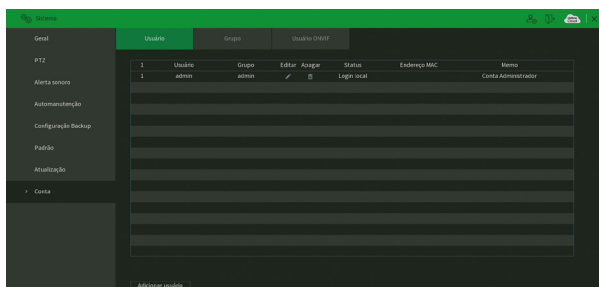 Sistema
Geral
Usuário Grupo Usuário ONVIF
PTZ
1 Usuário Grupo Editar Apagar Status Endereço MAC Memo
1 admin admin Login local Conta Administrador
Alerta sonoro
Automanutenção
Configuração Backup
Padrão
Atualização
Conta
Adicionar usuário